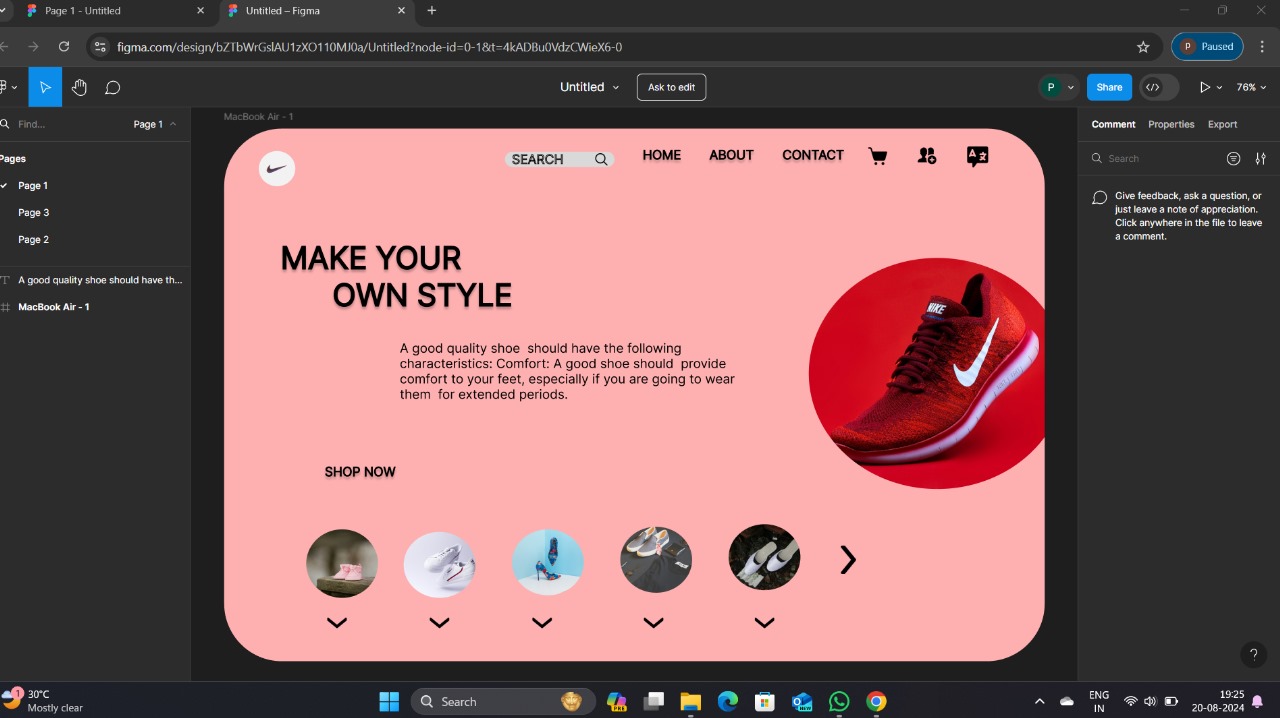 Page 1 - Untitled
Untitled – Figma
figma.com/design/bZTbWrGslAU1zXO110MJ0a/Untitled?node-id=0-1&t=4kADBu0VdzCWieX6-0
P Paused
Untitled
Ask to edit
P
Share
76%
Find...
Page 1
Pages
Page 1
Page 3
Page 2
A good quality shoe should have th...
MacBook Air - 1
MacBook Air - 1
SEARCH
HOME
ABOUT
CONTACT
A
MAKE YOUR
OWN STYLE
A good quality shoe should have the following
characteristics: Comfort: A good shoe should provide
comfort to your feet, especially if you are going to wear
them for extended periods.
NIKE
SHOP NOW
Comment
Properties
Export
Search
Give feedback, ask a question, or
just leave a note of appreciation.
Click anywhere in the file to leave
a comment.
?
1
30°C
Mostly clear
Search
PRE
NEW
ENG
IN
19:25
20-08-2024